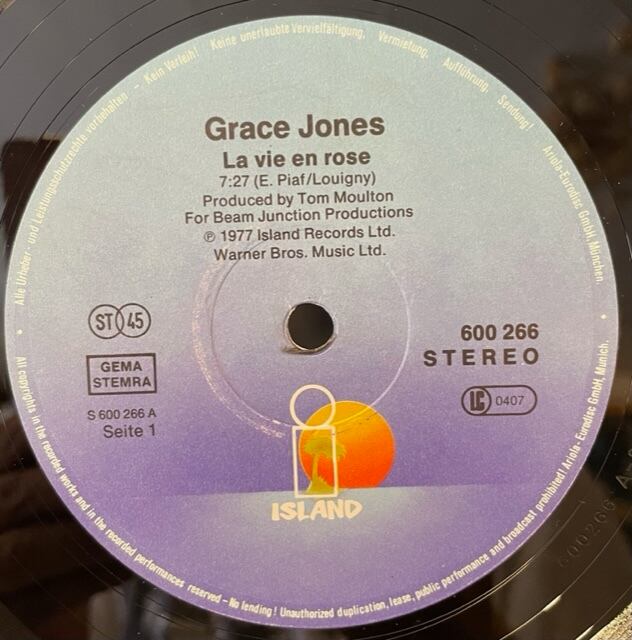 Alle Urheber- und Leistungsschutzrechte vorbehalten – Kein Verleih! Keine unerlaubte Vervielfältigung, Vermietung, Aufführung, Sendung! Ariola-Eurodisc GmbH, München.
Grace Jones
La vie en rose
7:27 (E. Piaf/Louigny)
Produced by Tom Moulton
For Beam Junction Productions
℗ 1977 Island Records Ltd.
Warner Bros. Music Ltd.
ST 45
GEMA
STEMRA
S 600 266 A
Seite 1
600 266
STEREO
LC 0407
ISLAND
All copyrights in the recorded works and in the recorded performances reserved – No lending! Unauthorized duplication, lease, public performance and broadcast prohibited! Ariola-Eurodisc GmbH, Munich.
600266 A